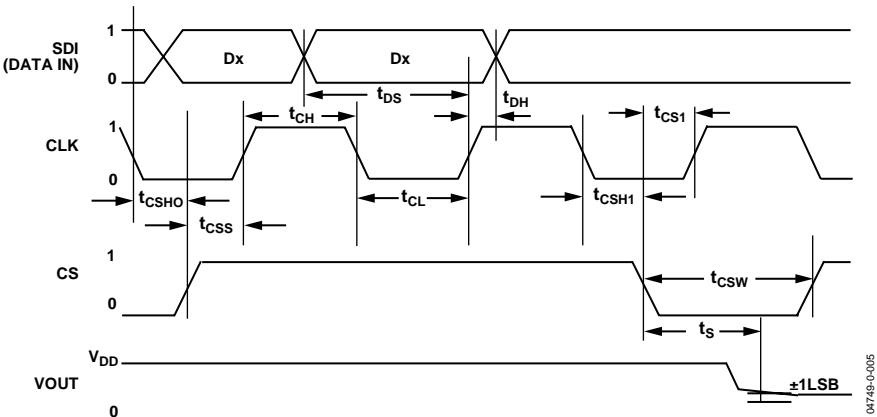 1
SDI
(DATA IN)
Dx
Dx
0
tDS
tDH
tCH
tCS1
1
CLK
0
tCSHO
tCL
tCSH1
tCSS
1
CS
tCSW
0
tS
VDD
VOUT
±1LSB
0
04749-0-005